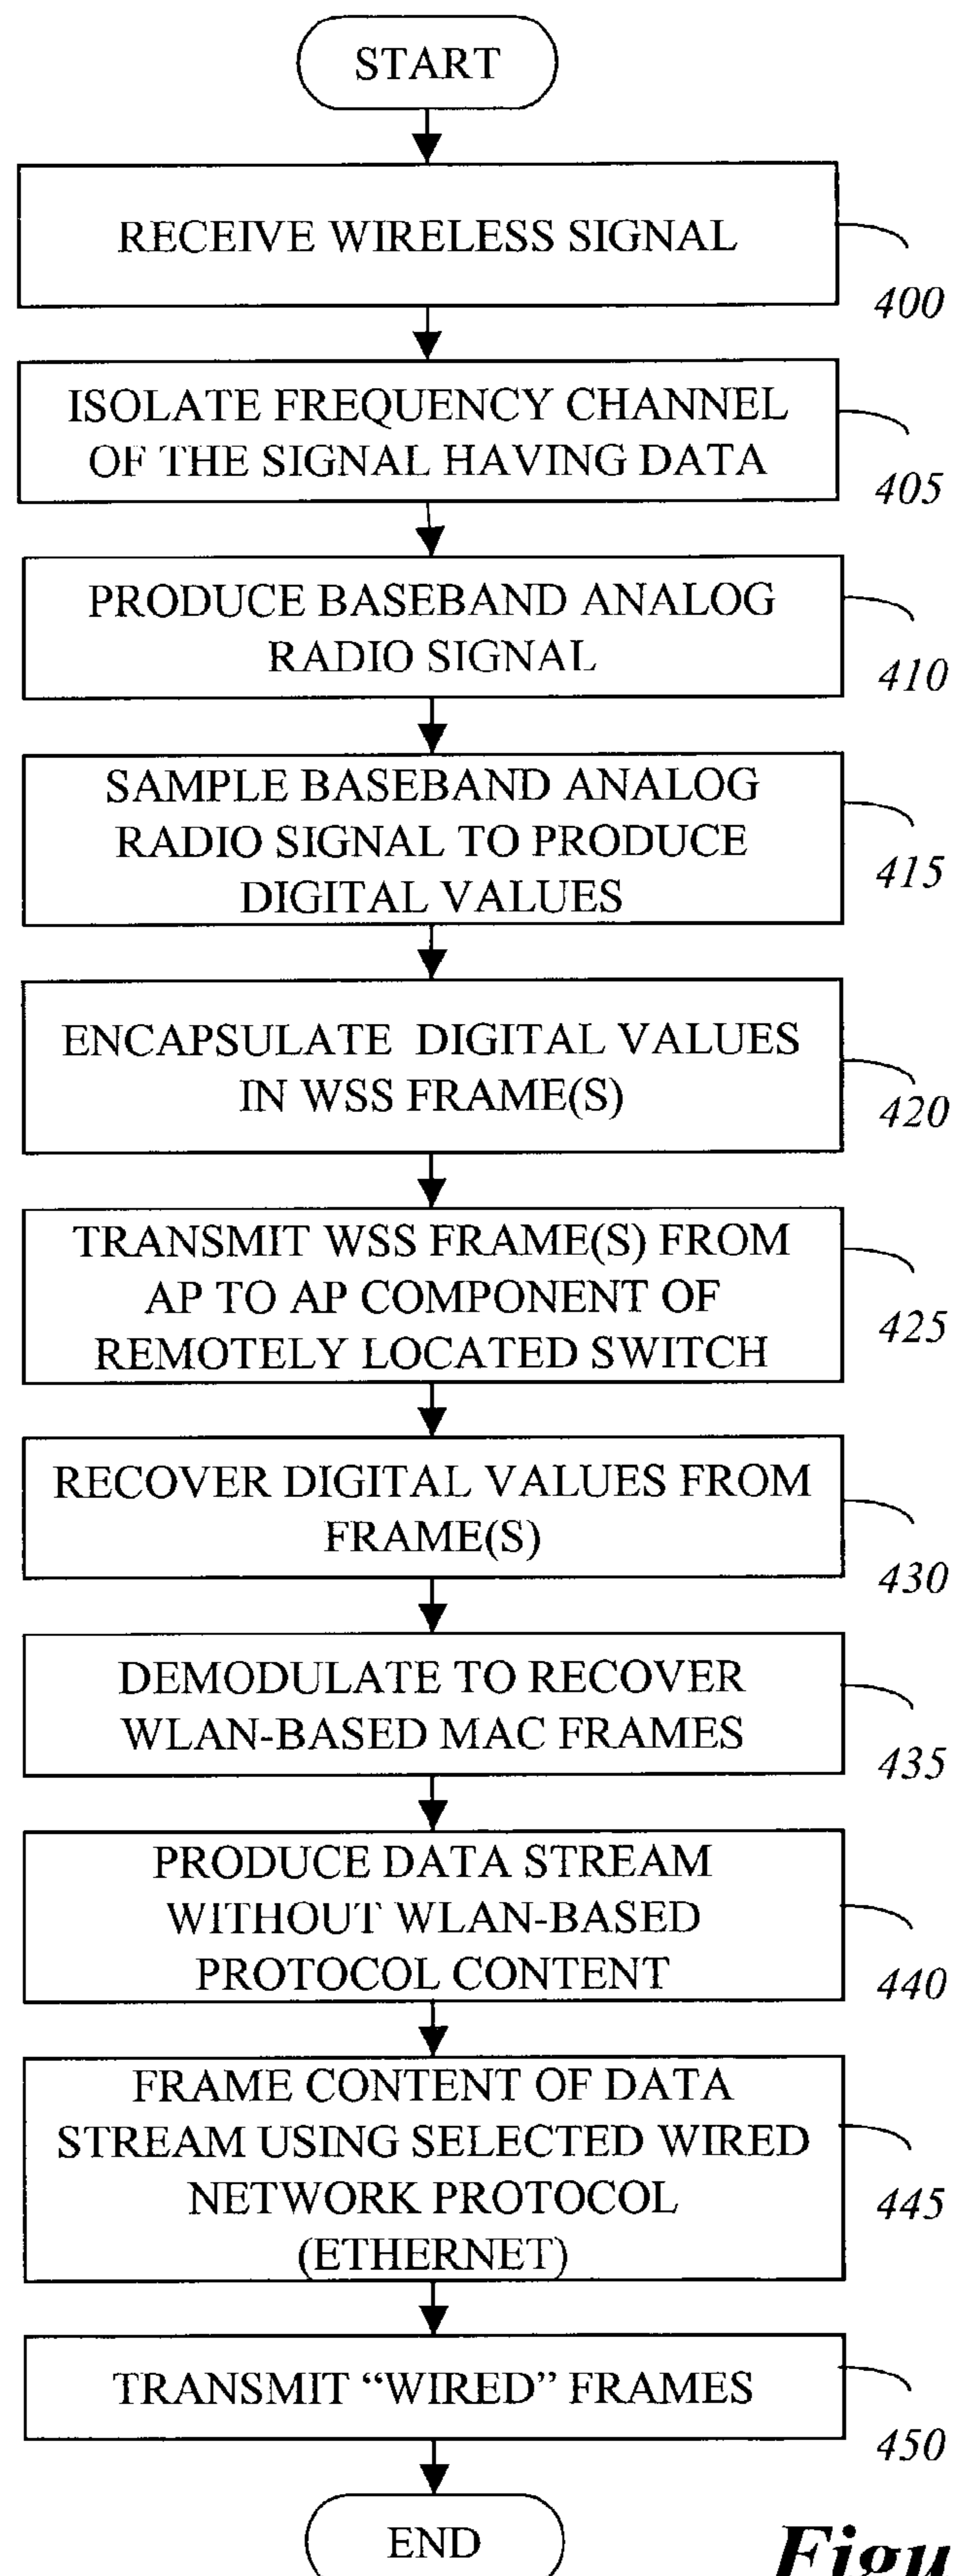 START
RECEIVE WIRELESS SIGNAL
400
ISOLATE FREQUENCY CHANNEL
OF THE SIGNAL HAVING DATA
405
PRODUCE BASEBAND ANALOG
RADIO SIGNAL
410
SAMPLE BASEBAND ANALOG
RADIO SIGNAL TO PRODUCE
DIGITAL VALUES
415
ENCAPSULATE DIGITAL VALUES
IN WSS FRAME(S)
420
TRANSMIT WSS FRAME(S) FROM
AP TO AP COMPONENT OF
REMOTELY LOCATED SWITCH
425
RECOVER DIGITAL VALUES FROM
FRAME(S)
430
DEMODULATE TO RECOVER
WLAN-BASED MAC FRAMES
435
PRODUCE DATA STREAM
WITHOUT WLAN-BASED
PROTOCOL CONTENT
440
FRAME CONTENT OF DATA
STREAM USING SELECTED WIRED
NETWORK PROTOCOL
(ETHERNET)
445
TRANSMIT “WIRED” FRAMES
450
END